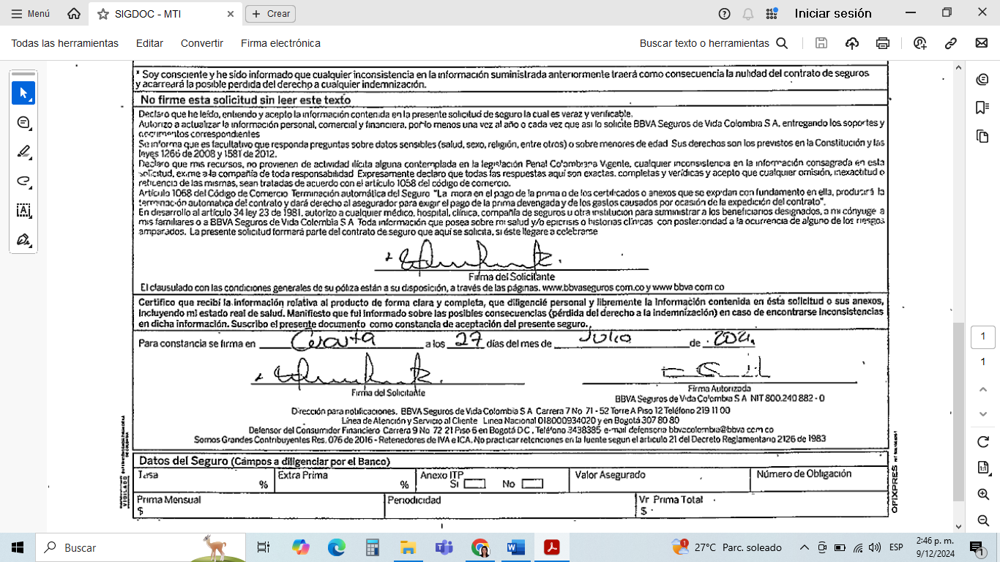 Menú
SIGDOC - MTI
Crear
Iniciar sesión
Todas las herramientas
Editar
Convertir
Firma electrónica
Buscar texto o herramientas
* Soy consciente y he sido informado que cualquier inconsistencia en la información suministrada anteriormente traerá como consecuencia la nulidad del contrato de seguros
y acarreará la posible perdida del derecho a cualquier indemnización.
No firme esta solicitud sin leer este texto
Declaro que he leído, entiendo y acepto la información contenida en la presente solicitud de seguro la cual es veraz y verificable.
Autorizo a actualizar la información personal, comercial y financiera, por lo menos una vez al año o cada vez que asi lo solicite BBVA Seguros de Vida Colombia S A, entregando los soportes y
documentos correspondientes
Se informa que es facultativo que responda preguntas sobre datos sensibles (salud, sexo, religión, entre otros) o sobre menores de edad Sus derechos son los previstos en la Constitución y las
leyes 1266 de 2008 y 1581 de 2012.
Declaro que mis recursos, no provienen de actividad ilícita alguna contemplada en la legislación Penal Colombiana Vigente, cualquier inconsistencia en la información consagrada en esta
solicitud, exime a la compañía de toda responsabilidad Expresamente declaro que todas las respuestas aquí son exactas, completas y verídicas y acepto que cualquier omisión, inexactitud o
reticencia de las mismas, sean tratadas de acuerdo con el artículo 1058 del código de comercio.
Artículo 1068 del Código de Comercio Terminación automática del Seguro "La mora en el pago de la prima o de los certificados o anexos que se expidan con fundamento en ella, producirá la
terminación automatica del contrato y dará derecho al asegurador para exigir el pago de la prima devengada y de los gastos causados por ocasión de la expedición del contrato".
En desarrollo al artículo 34 ley 23 de 1981, autorizo a cualquier médico, hospital, clínica, compañía de seguros u otra institucion para suministrar a los beneficiarios designados, a mi cónyuge a
mis familiares o a BBVA Seguros de Vida Colombia S A Toda información que posea sobre mi salud y/o epicrisis o historias clínicas con posterioridad a la ocurrencia de alguno de los riesgos
amparados. La presente solicitud formará parte del contrato de seguro que aquí se solicita, si éste llegare a celebrarse
Firma del Solicitante
El clausulado con las condiciones generales de su póliza están a su disposición, a través de las páginas. www.bbvaseguros com.co y www bbva com co
Certifico que recibí la información relativa al producto de forma clara y completa, que diligencié personal y libremente la información contenida en ésta solicitud o sus anexos,
incluyendo mi estado real de salud. Manifiesto que fui informado sobre las posibles consecuencias (pérdida del derecho a la indemnización) en caso de encontrarse inconsistencias
en dicha información. Suscribo el presente documento como constancia de aceptación del presente seguro.
Para constancia se firma en a los 27 días del mes de Julio de 2021.
Firma del Solicitante
Firma Autorizada
BBVA Seguros de Vida Colombia S A NIT 800.240 882 - 0
Dirección para notificaciones. BBVA Seguros de Vida Colombia S A Carrera 7 No 71 - 52 Torre A Piso 12 Teléfono 219 11 00
Línea de Atención y Servicio al Cliente Linea Nacional 018000934020 y en Bogotá 307 80 80
Defensor del Consumidor Financiero Carrera 9 No 72 21 Piso 6 en Bogotá DC, Teléfono 3438385 e-mail defensoria bbvacolombia@bbva com co
Somos Grandes Contribuyentes Res. 076 de 2016 - Retenedores de IVA e ICA. No practicar retenciones en la fuente segun el articulo 21 del Decreto Reglamentario 2126 de 1983
VIGILADO
OFIXPRES
Datos del Seguro (Campos a diligenciar por el Banco)
Tasa
%
Extra Prima
%
Anexo ITP
Si
No
Valor Asegurado
Número de Obligación
Prima Mensual
$
Periodicidad
Vr Prima Total
$
1
1
Buscar
27°C Parc. soleado
ESP
2:46 p. m.
9/12/2024
1